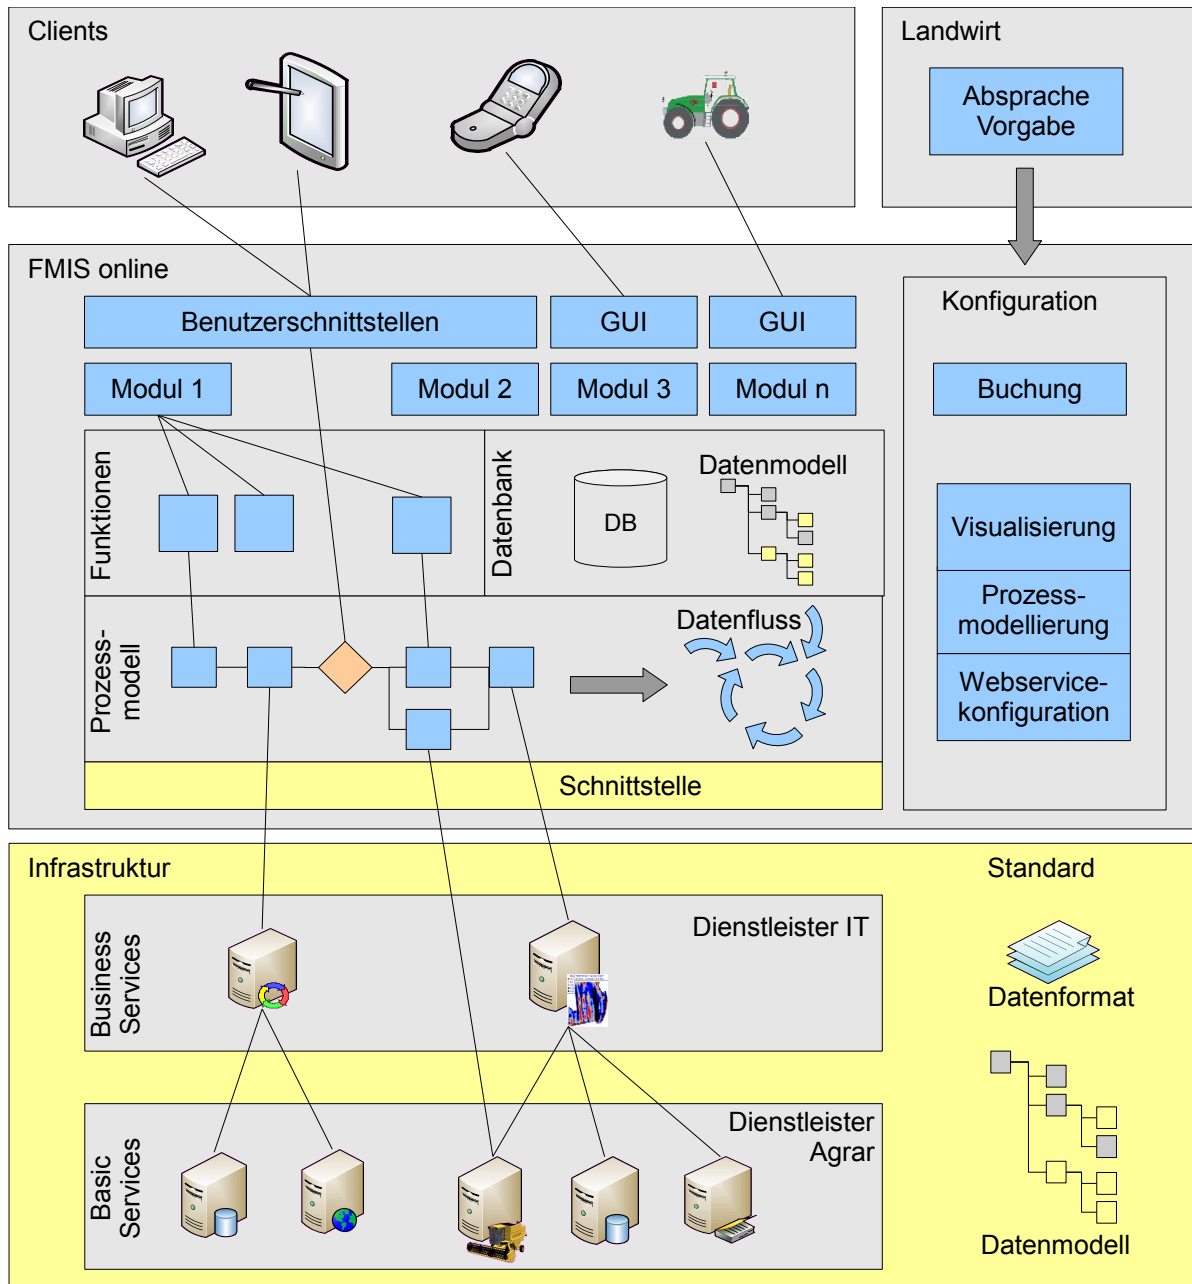 Clients
Landwirt
Absprache
Vorgabe
FMIS online
Benutzerschnittstellen
GUI
GUI
Konfiguration
Modul 1
Modul 2
Modul 3
Modul n
Buchung
Funktionen
Datenbank
DB
Datenmodell
Visualisierung
Prozess-
modellierung
Webservice-
konfiguration
Prozess-
modell
Datenfluss
Schnittstelle
Infrastruktur
Standard
Business
Services
Dienstleister IT
Datenformat
Basic
Services
Dienstleister
Agrar
Datenmodell